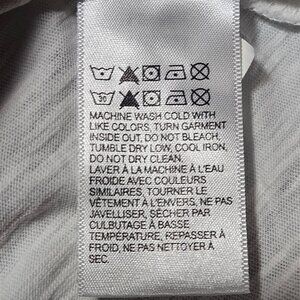 30
MACHINE WASH COLD WITH
LIKE COLORS, TURN GARMENT
INSIDE OUT, DO NOT BLEACH,
TUMBLE DRY LOW, COOL IRON,
DO NOT DRY CLEAN.
LAVER À LA MACHINE À L'EAU
FROIDE AVEC COULEURS
SIMILAIRES, TOURNER LE
VÊTEMENT À L'ENVERS, NE PAS
JAVELLISER, SÉCHER PAR
CULBUTAGE À BASSE
TEMPÉRATURE, REPASSER À
FROID, NE PAS NETTOYER À
SEC.